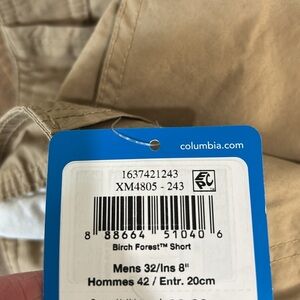 columbia.com
1637421243
XM4805 - 243
8 88664 51040 6
Birch Forest™ Short
Mens 32/Ins 8"
Hommes 42 / Entr. 20cm